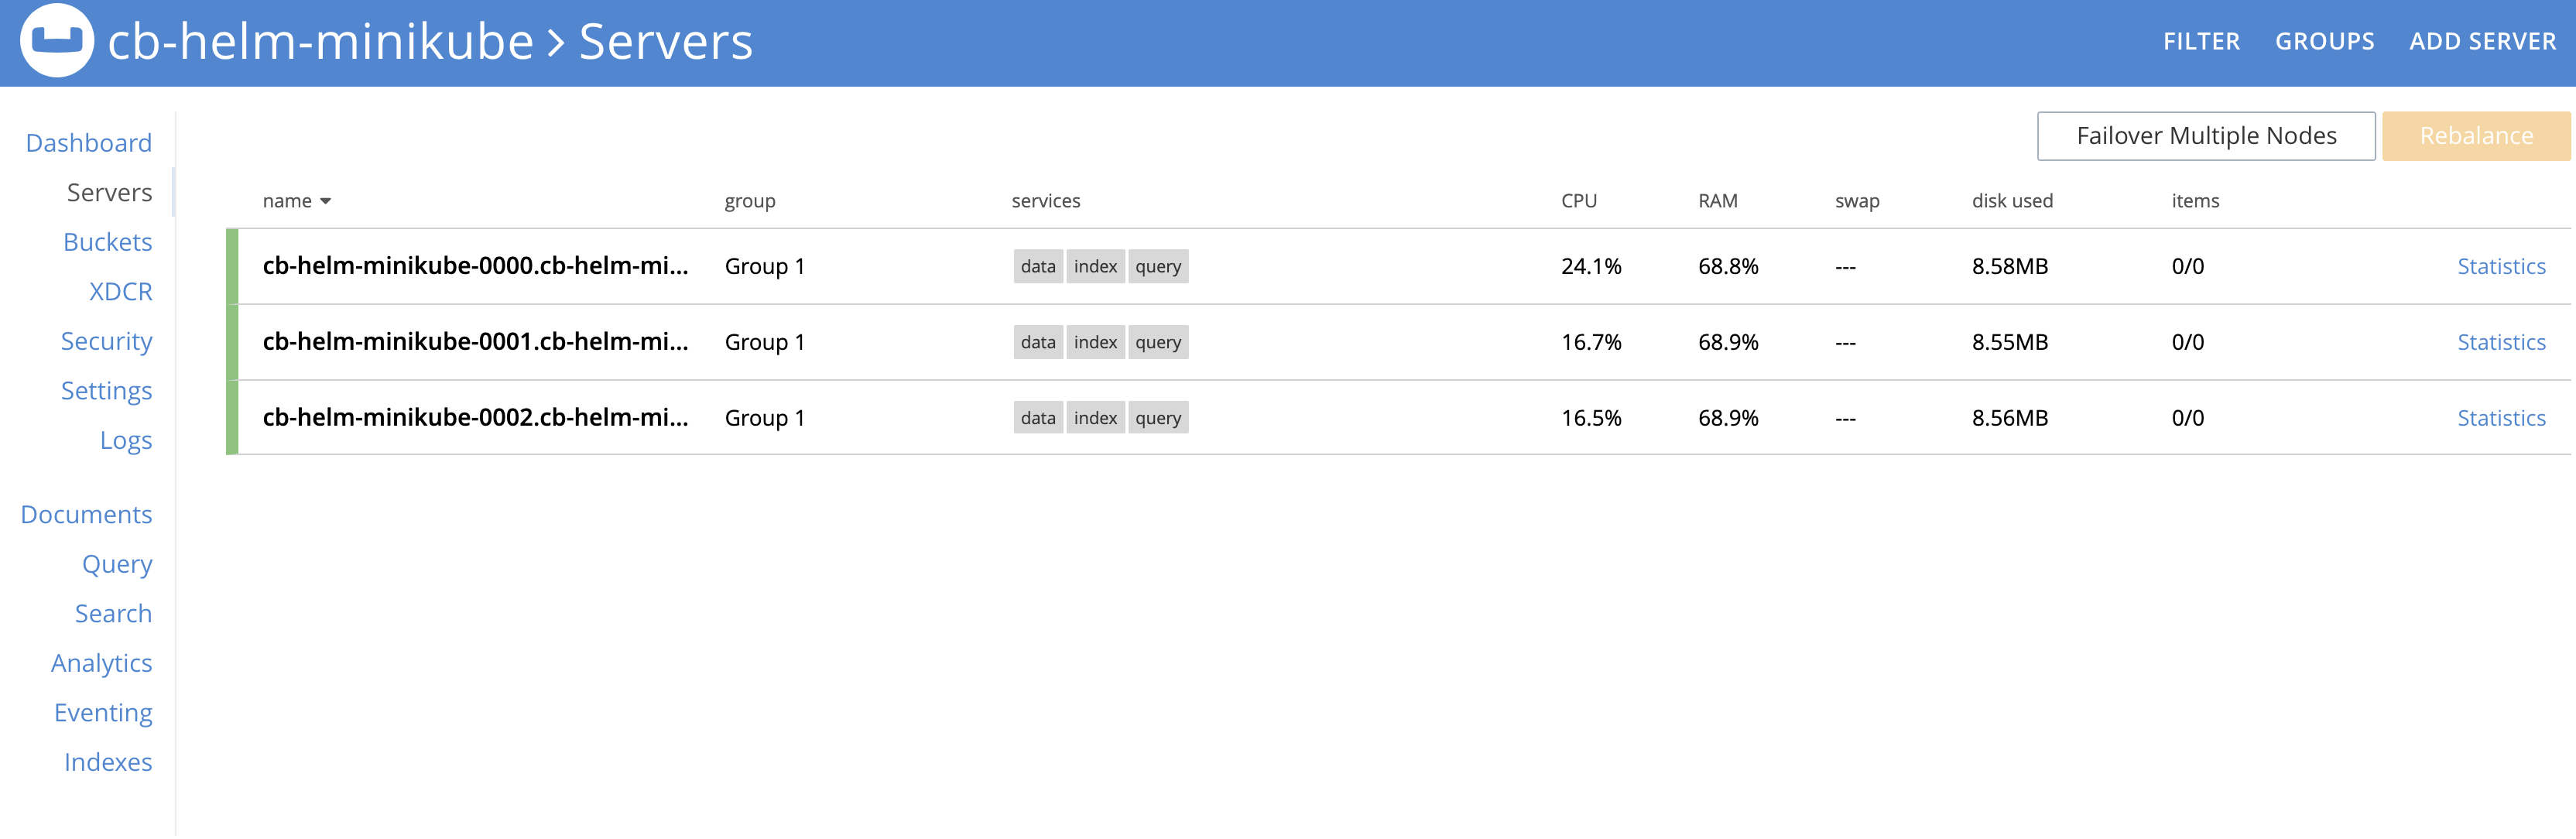 cb-helm-minikube > Servers
FILTER GROUPS ADD SERVER
Failover Multiple Nodes Rebalance
Dashboard
Servers
Buckets
XDCR
Security
Settings
Logs
Documents
Query
Search
Analytics
Eventing
Indexes
name group services CPU RAM swap disk used items
cb-helm-minikube-0000.cb-helm-mi... Group 1 data index query 24.1% 68.8% --- 8.58MB 0/0 Statistics
cb-helm-minikube-0001.cb-helm-mi... Group 1 data index query 16.7% 68.9% --- 8.55MB 0/0 Statistics
cb-helm-minikube-0002.cb-helm-mi... Group 1 data index query 16.5% 68.9% --- 8.56MB 0/0 Statistics